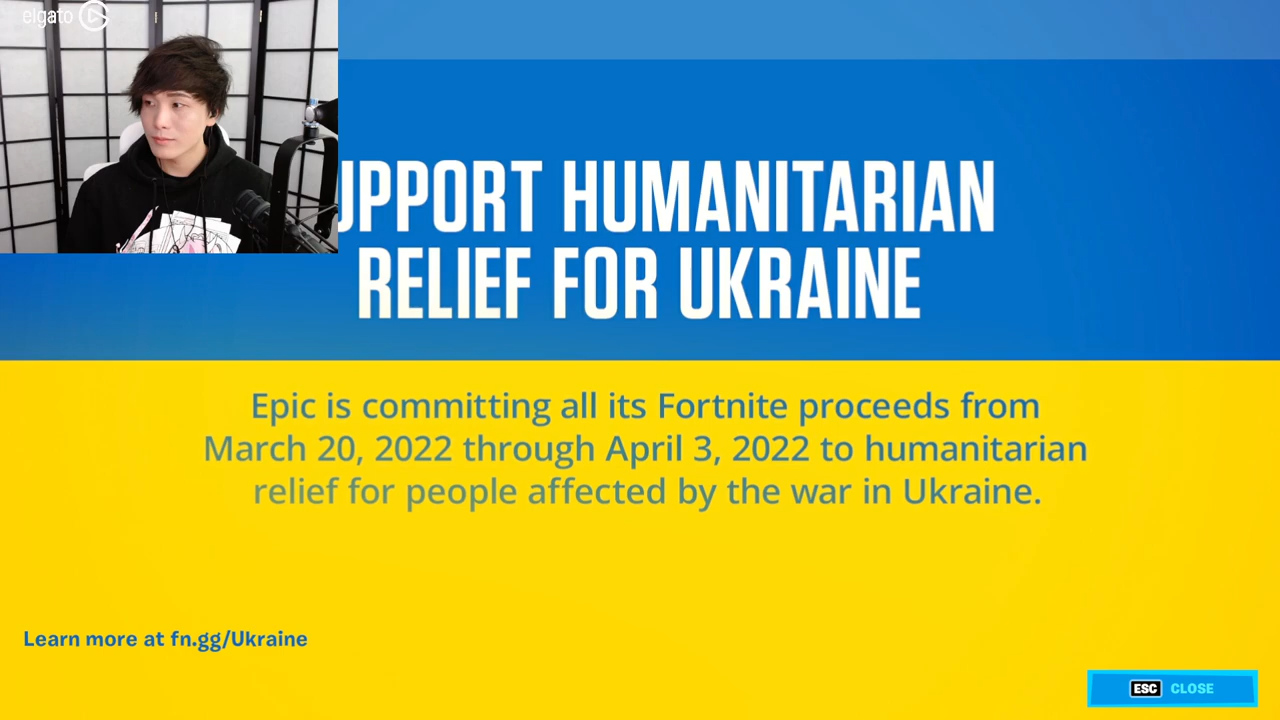 elgato
UPPORT HUMANITARIAN
RELIEF FOR UKRAINE
Epic is committing all its Fortnite proceeds from
March 20, 2022 through April 3, 2022 to humanitarian
relief for people affected by the war in Ukraine.
Learn more at fn.gg/Ukraine
ESC CLOSE